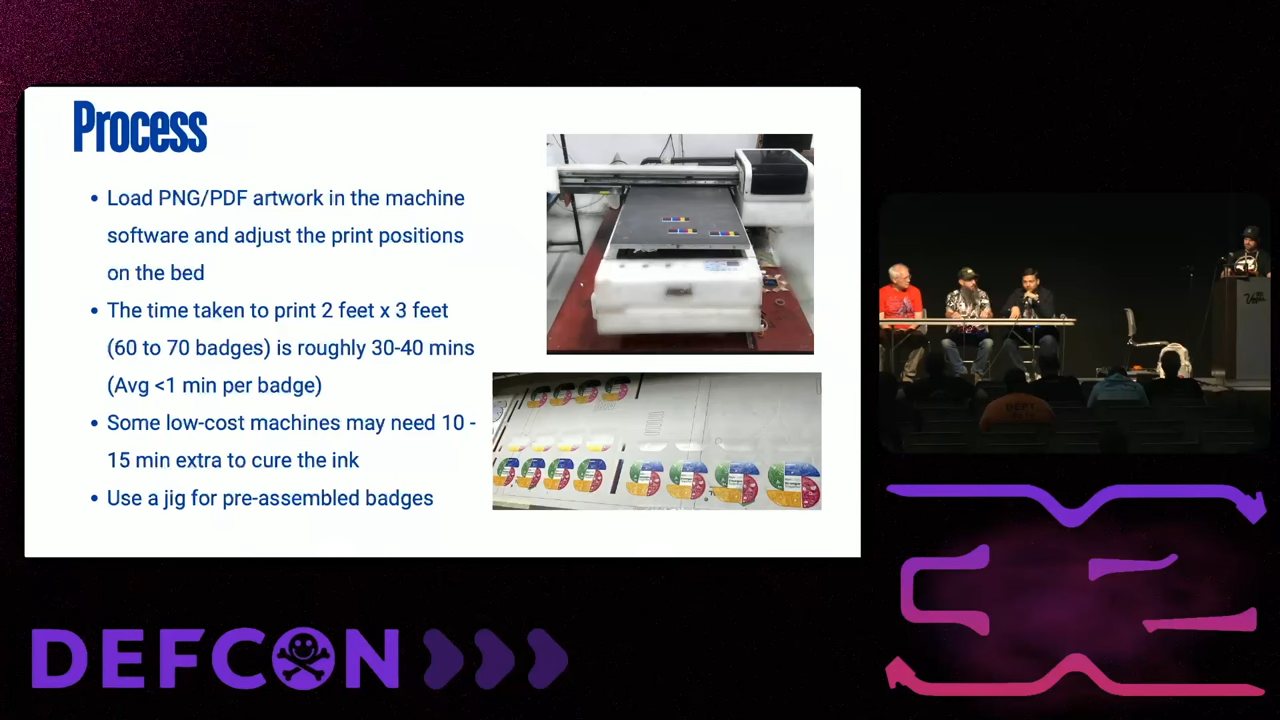 Process
• Load PNG/PDF artwork in the machine
software and adjust the print positions
on the bed
• The time taken to print 2 feet x 3 feet
(60 to 70 badges) is roughly 30-40 mins
(Avg <1 min per badge)
• Some low-cost machines may need 10 -
15 min extra to cure the ink
• Use a jig for pre-assembled badges
DEFCON